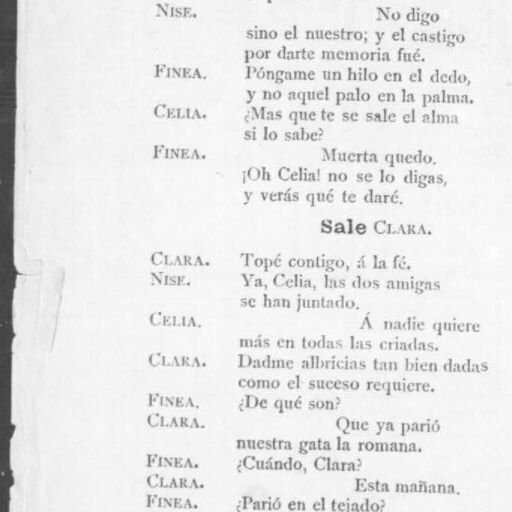 NISE. No digo
sino el nuestro; y el castigo
por darte memoria fué.
FINEA. Póngame un hilo en el dedo,
y no aquel palo en la palma.
CELIA. ¿Mas que te se sale el alma
si lo sabe?
FINEA. Muerta quedo.
¡Oh Celia! no se lo digas,
y verás qué te daré.
Sale CLARA.
CLARA. Topé contigo, á la fé.
NISE. Ya, Celia, las dos amigas
se han juntado.
CELIA. Á nadie quiere
más en todas las criadas.
CLARA. Dadme albricias tan bien dadas
como el suceso requiere.
FINEA. ¿De qué son?
CLARA. Que ya parió
nuestra gata la romana.
FINEA. ¿Cuándo, Clara?
CLARA. Esta mañana.
FINEA. ¿Parió en el tejado?